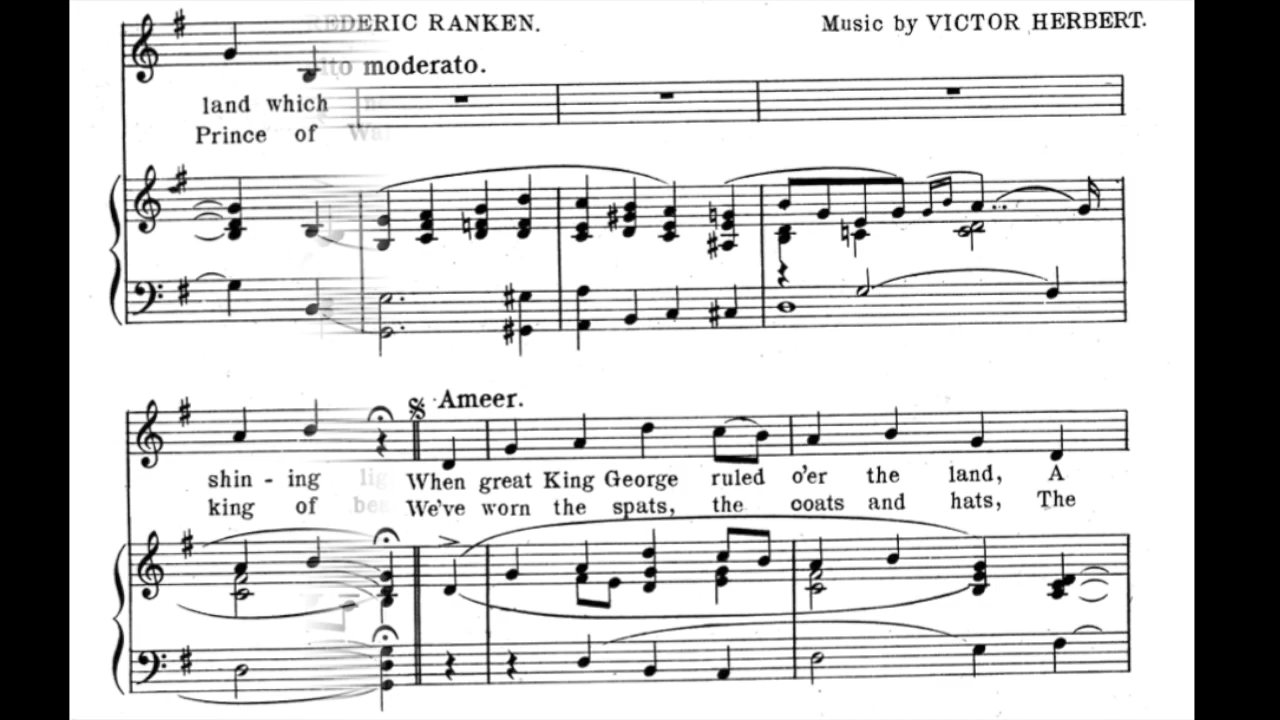 EDERIC RANKEN. Music by VICTOR HERBERT.
moderato.
land which
Prince of
Ameer.
shin - ing
king of
When great King George ruled o'er the land, A
We've worn the spats, the coats and hats, The